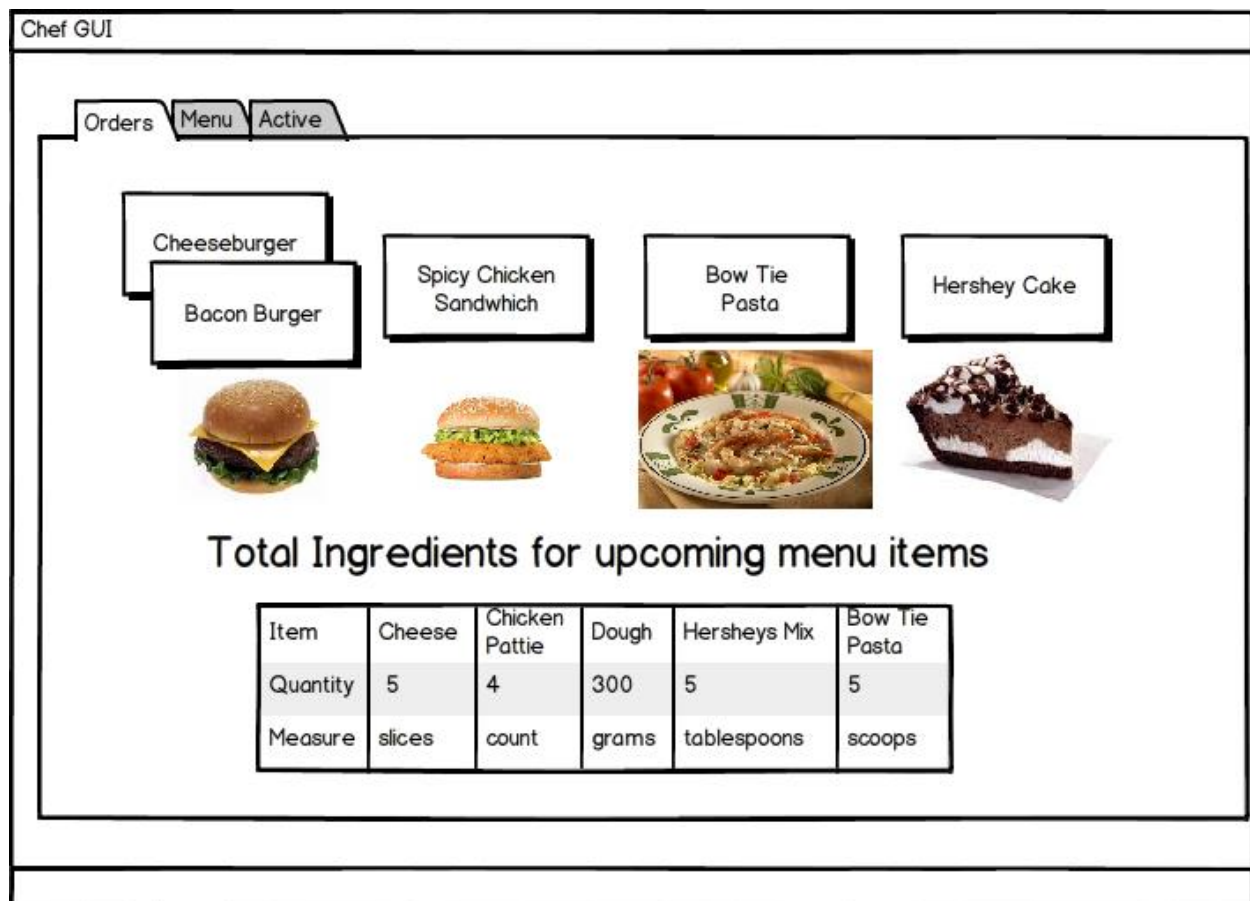 Chef GUI
Orders Menu Active
Cheeseburger
Bacon Burger
Spicy Chicken
Sandwhich
Bow Tie
Pasta
Hershey Cake
Total Ingredients for upcoming menu items
Item Cheese Chicken Pattie Dough Hersheys Mix Bow Tie Pasta
Quantity 5 4 300 5 5
Measure slices count grams tablespoons scoops